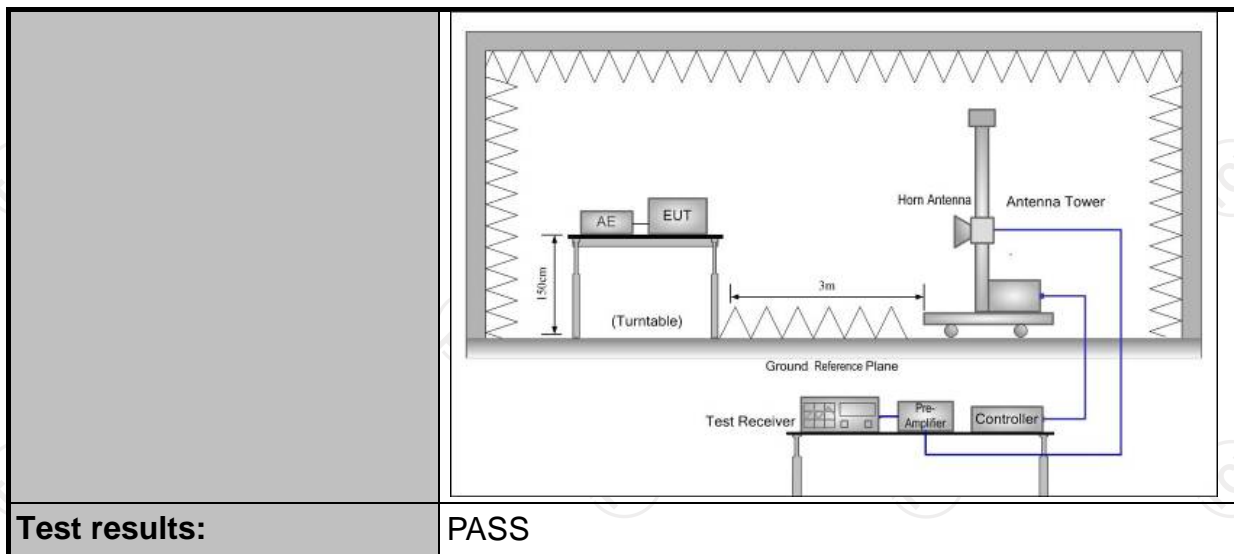 Horn Antenna
Antenna Tower
AE
EUT
150cm
3m
(Turntable)
Ground Reference Plane
Test Receiver
Pre-
Amplifier
Controller
Test results:
PASS